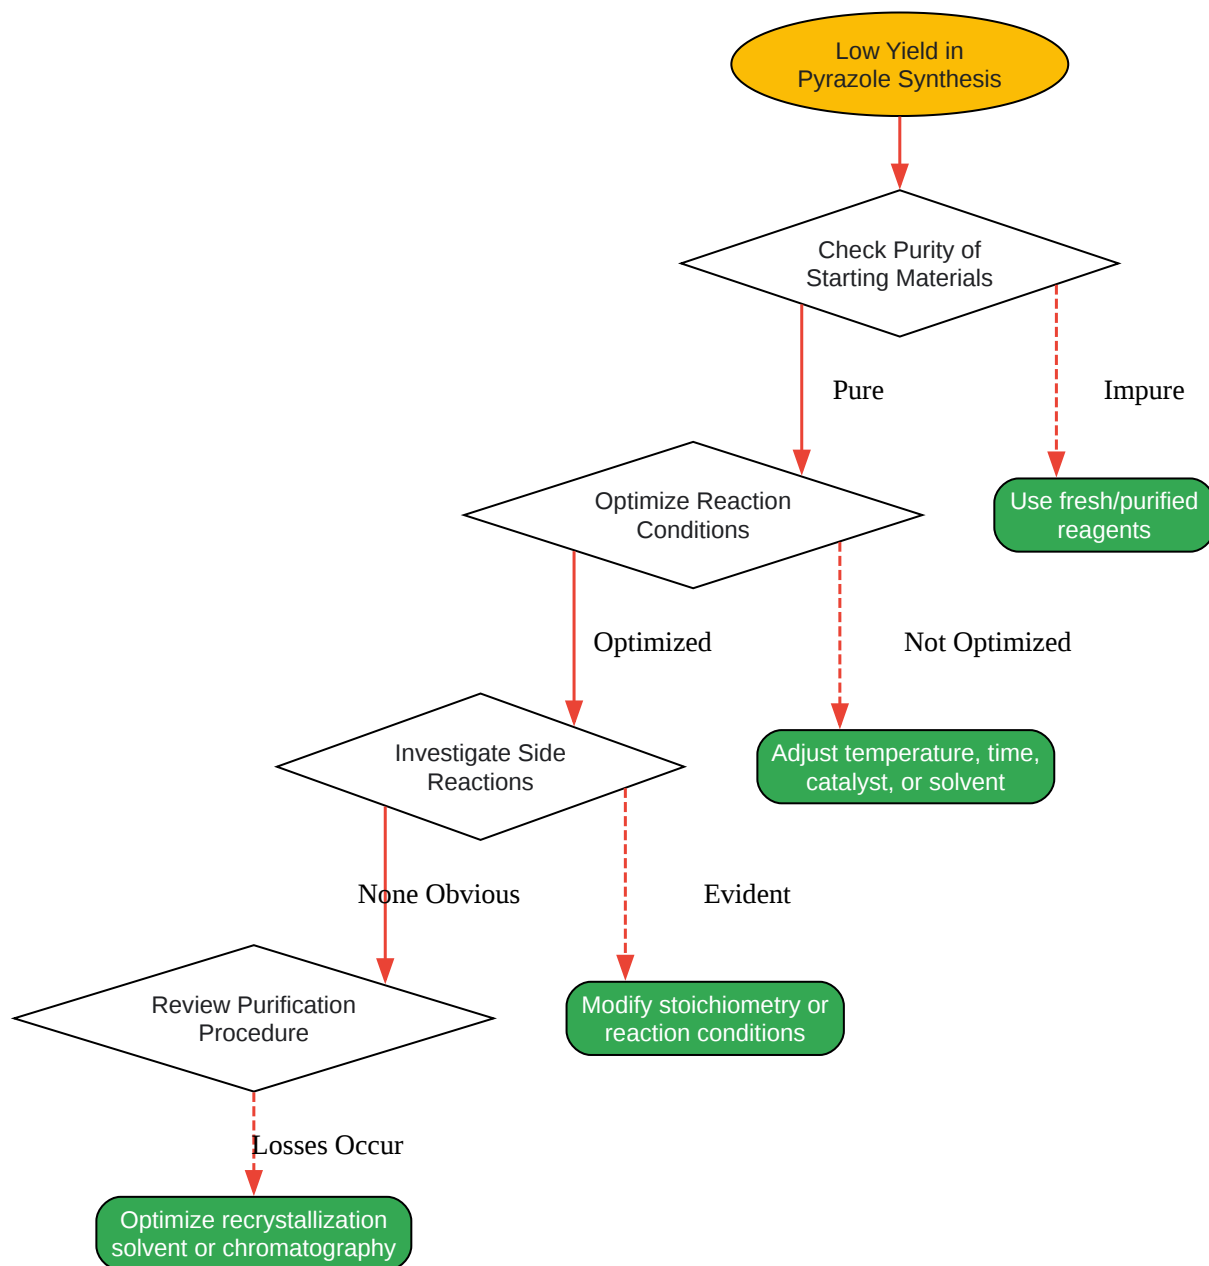 Low Yield in
Pyrazole Synthesis
Check Purity of
Starting Materials
Pure
Impure
Optimize Reaction
Conditions
Use fresh/purified
reagents
Optimized
Not Optimized
Investigate Side
Reactions
Adjust temperature, time,
catalyst, or solvent
None Obvious
Evident
Review Purification
Procedure
Modify stoichiometry or
reaction conditions
Losses Occur
Optimize recrystallization
solvent or chromatography